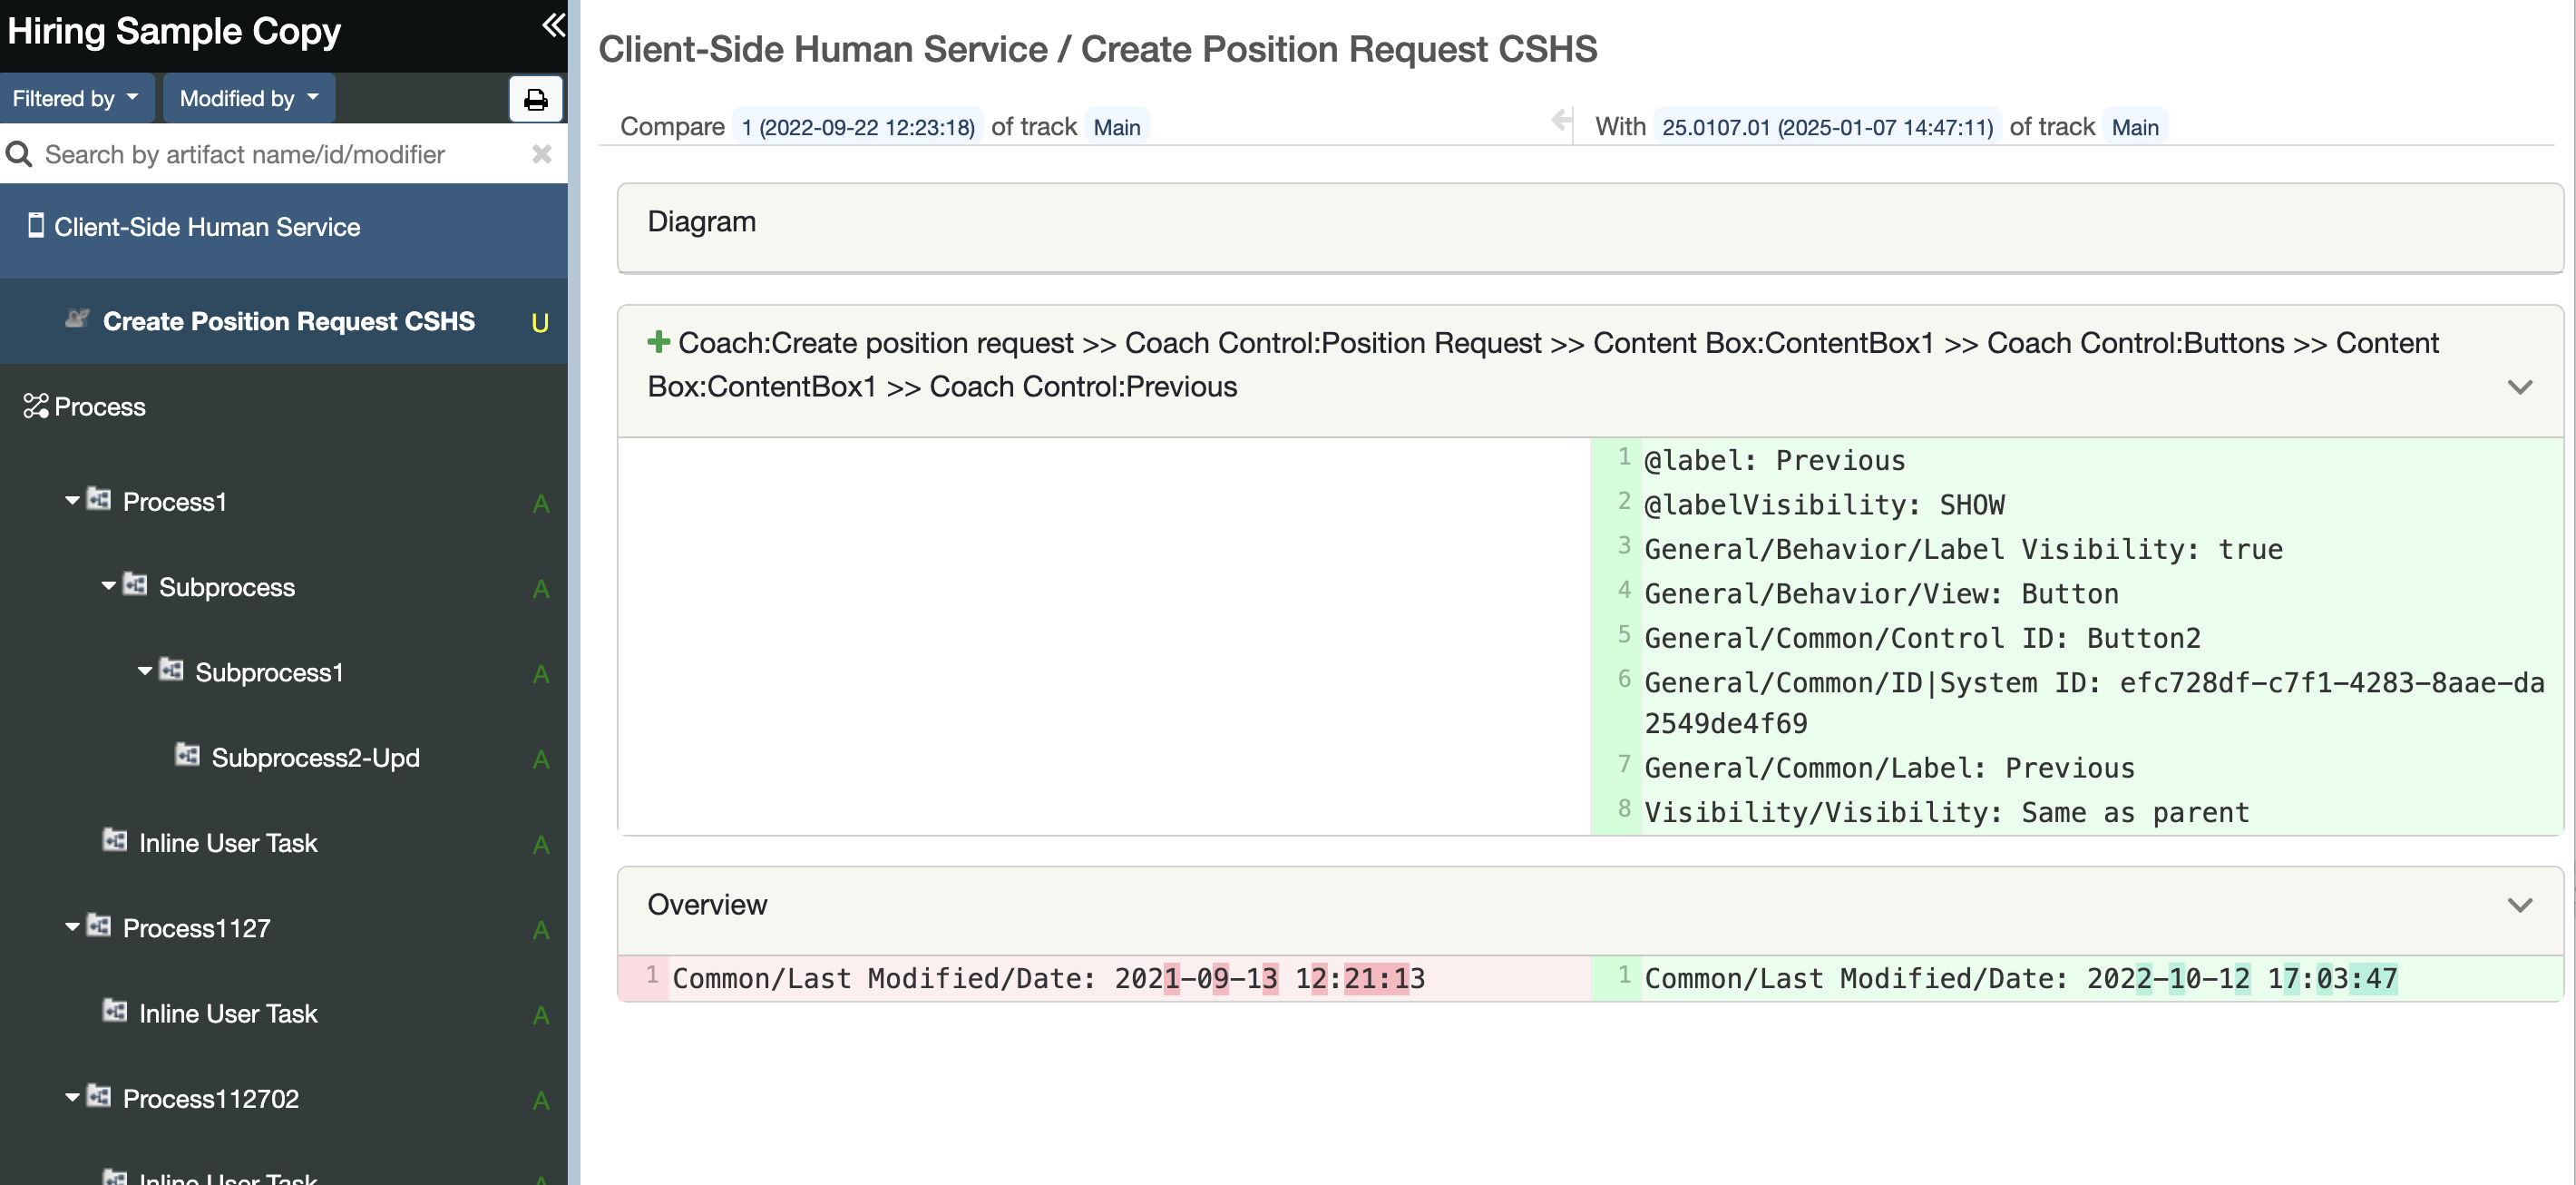 Hiring Sample Copy
Filtered by
Modified by
Search by artifact name/id/modifier
Client-Side Human Service
Create Position Request CSHS U
Process
Process1 A
Subprocess A
Subprocess1 A
Subprocess2-Upd A
Inline User Task A
Process1127 A
Inline User Task A
Process112702 A
Inline User Task A
Client-Side Human Service / Create Position Request CSHS
Compare 1 (2022-09-22 12:23:18) of track Main
With 25.0107.01 (2025-01-07 14:47:11) of track Main
Diagram
Coach:Create position request >> Coach Control:Position Request >> Content Box:ContentBox1 >> Coach Control:Buttons >> Content
Box:ContentBox1 >> Coach Control:Previous
1 @label: Previous
2 @labelVisibility: SHOW
3 General/Behavior/Label Visibility: true
4 General/Behavior/View: Button
5 General/Common/Control ID: Button2
6 General/Common/ID|System ID: efc728df-c7f1-4283-8aae-da
2549de4f69
7 General/Common/Label: Previous
8 Visibility/Visibility: Same as parent
Overview
1 Common/Last Modified/Date: 2021-09-13 12:21:13
1 Common/Last Modified/Date: 2022-10-12 17:03:47